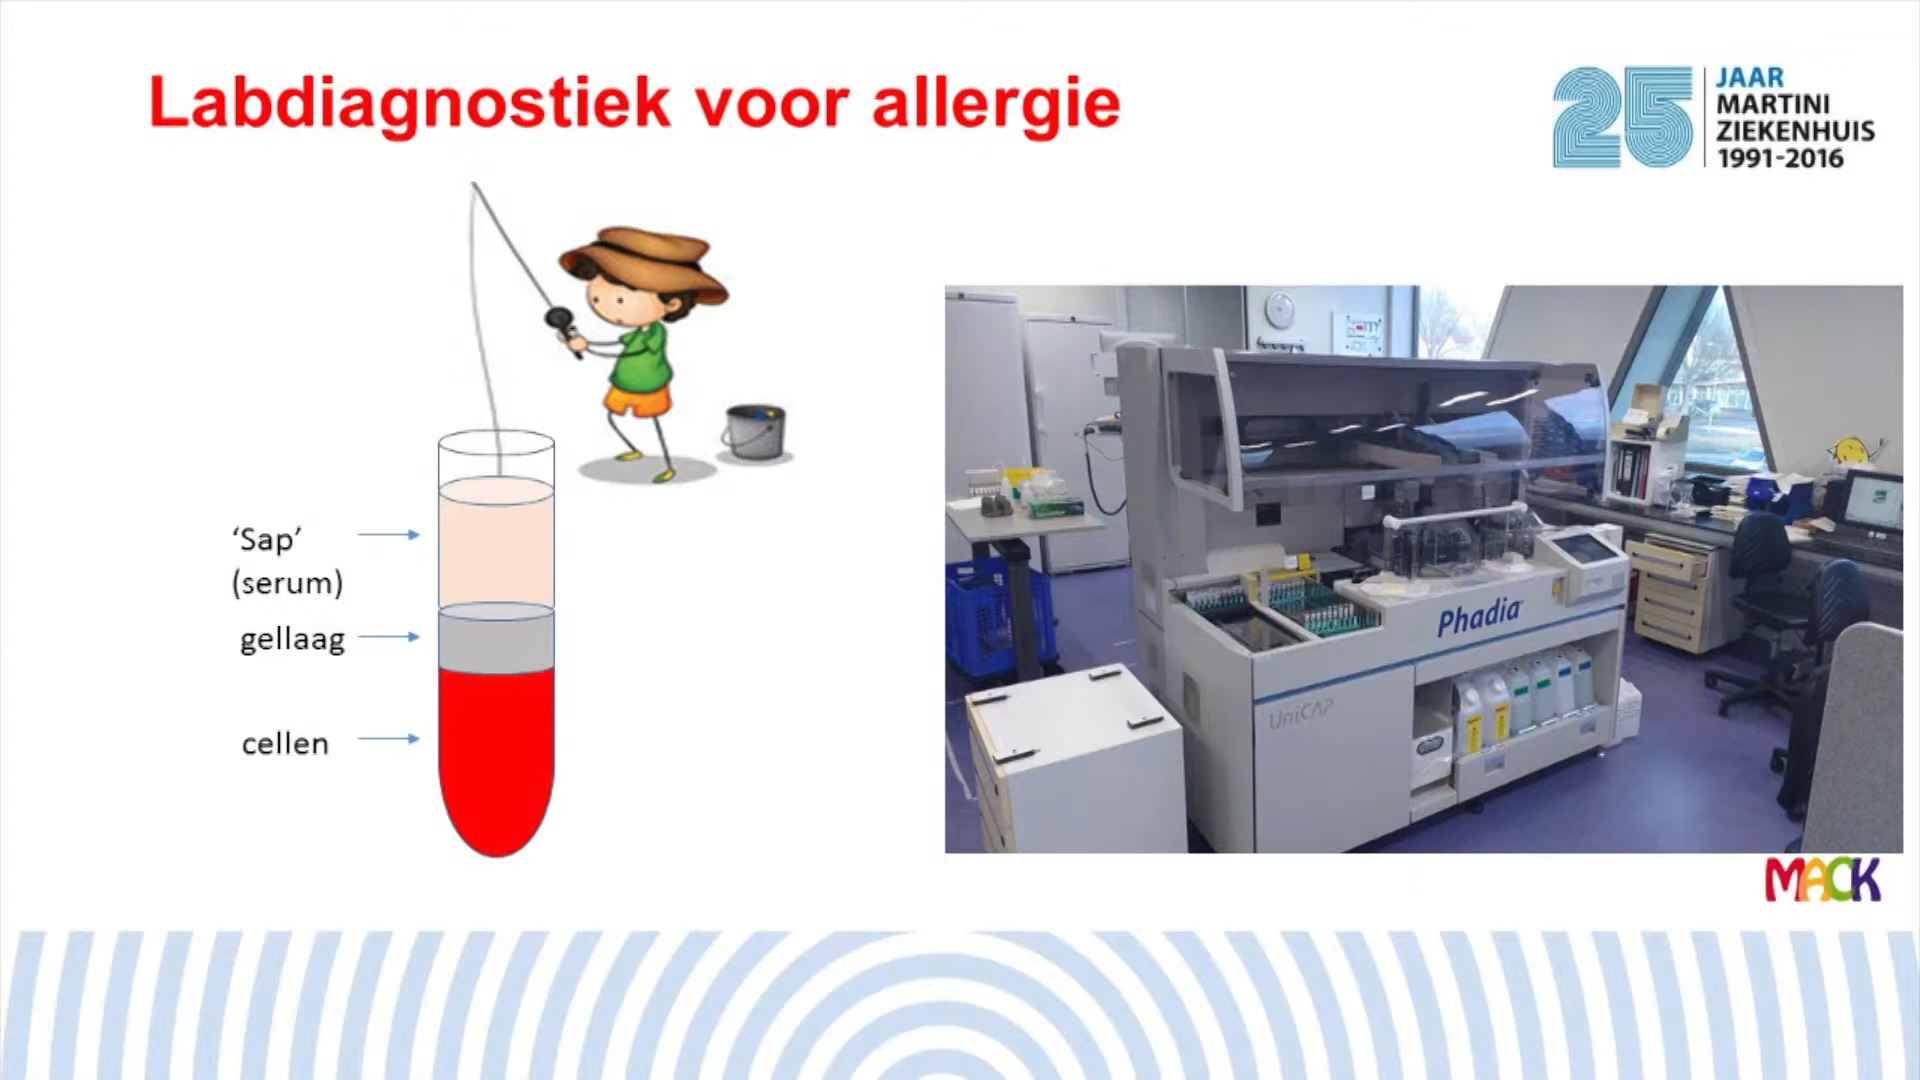 Labdiagnostiek voor allergie
25
JAAR
MARTINI
ZIEKENHUIS
1991-2016
‘Sap’
(serum)
gellaag
cellen
Phadia
UniCAP
MACK